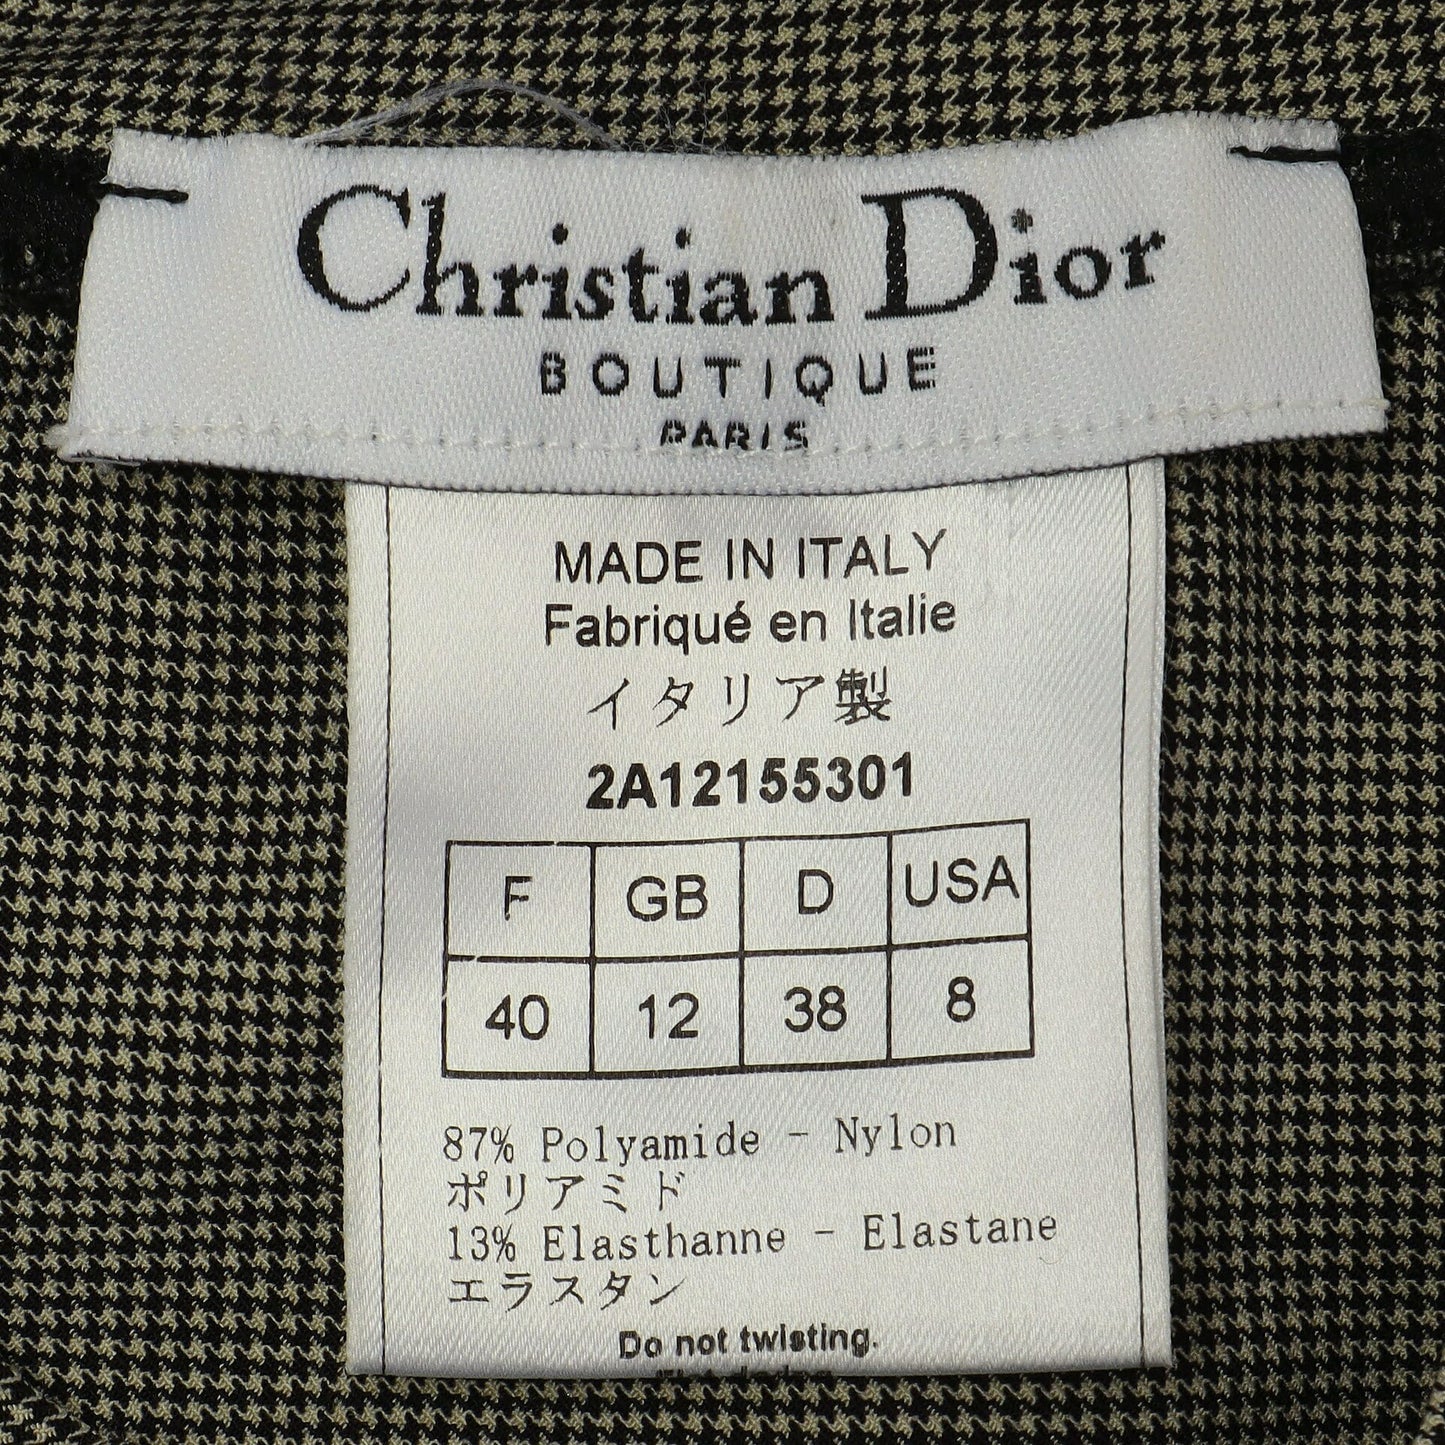 Christian Dior
BOUTIQUE
PARIS
MADE IN ITALY
Fabriqué en Italie
イタリア製
2A12155301
F GB D USA
40 12 38 8
87% Polyamide - Nylon
ポリアミド
13% Elasthanne - Elastane
エラスタン
Do not twisting.